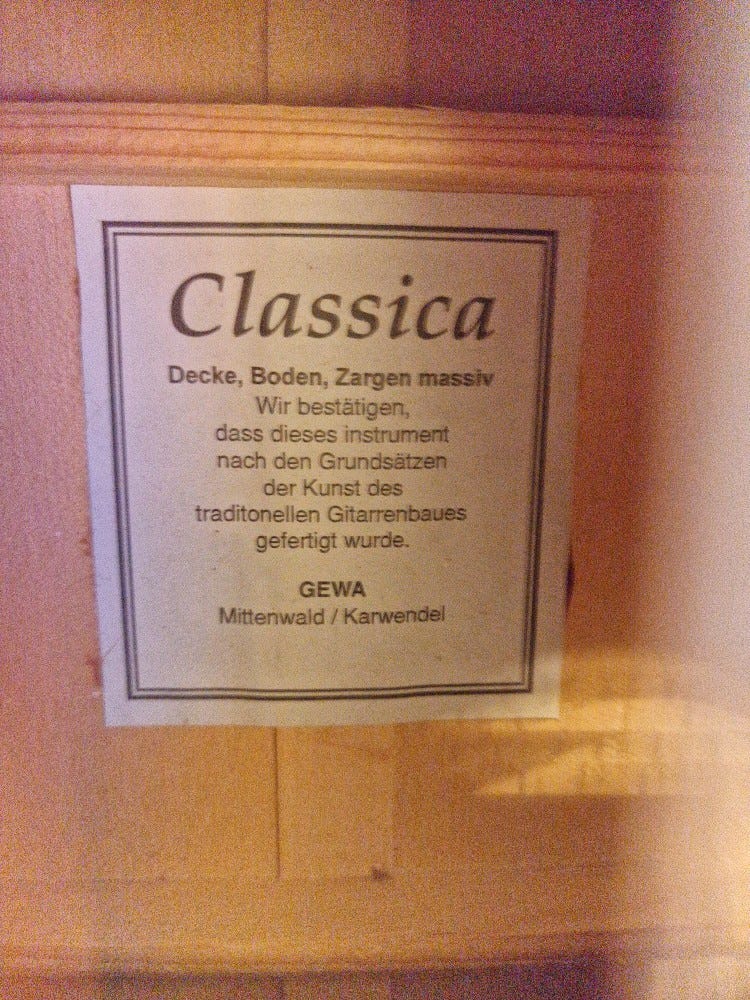 Classica
Decke, Boden, Zargen massiv
Wir bestätigen,
dass dieses instrument
nach den Grundsätzen
der Kunst des
traditonellen Gitarrenbaues
gefertigt wurde.
GEWA
Mittenwald / Karwendel